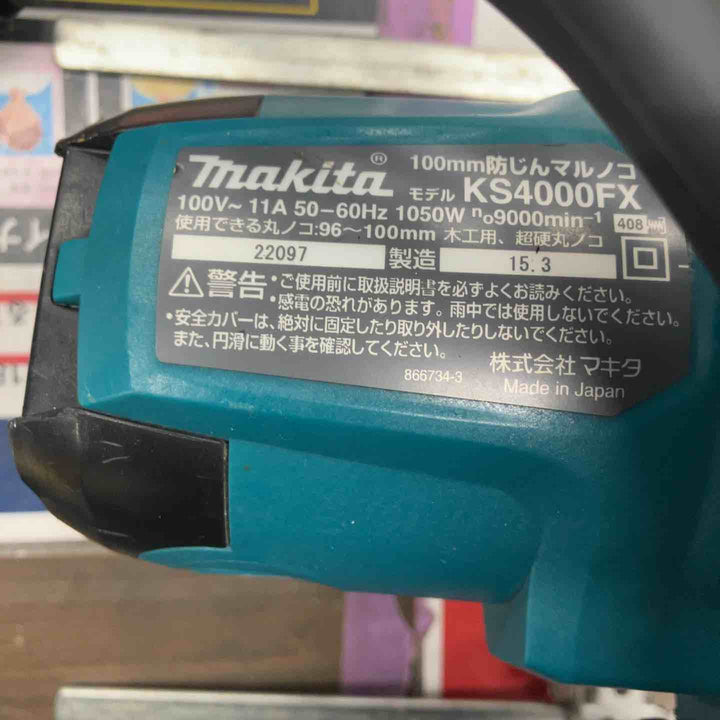 makita® 100mm防じんマルノコ
モデル KS4000FX
100V~ 11A 50-60Hz 1050W n₀9000min⁻¹ 408
使用できる丸ノコ:96～100mm 木工用、超硬丸ノコ
22097 製造 15.3
警告 ・ご使用前に取扱説明書を必ずよくお読みください。
・感電の恐れがあります。雨中では使用しないでください。
・安全カバーは、絶対に固定したり取り外したりしないでください。
また、円滑に動く事を確認してください。
株式会社マキタ
866734-3 Made in Japan